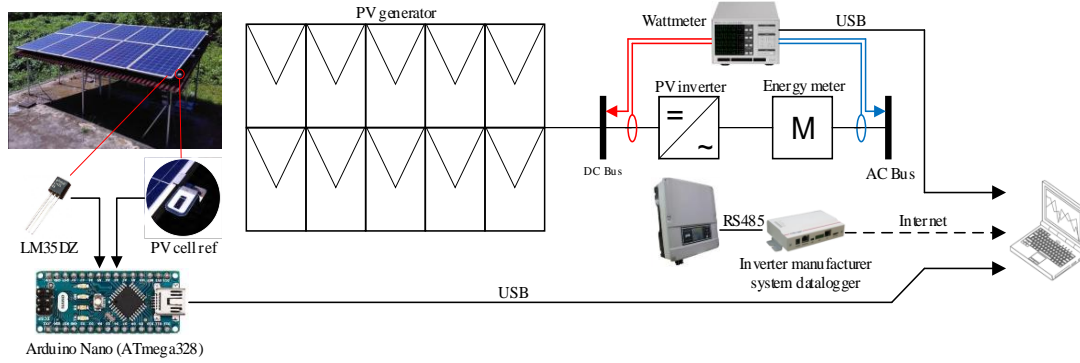 PV generator
Wattmeter
USB
PV inverter
Energy meter
=
~
M
DC Bus
AC Bus
LM35DZ
PV cell ref
RS485
Internet
Inverter manufacturer
system datalogger
USB
Arduino Nano (ATmega328)